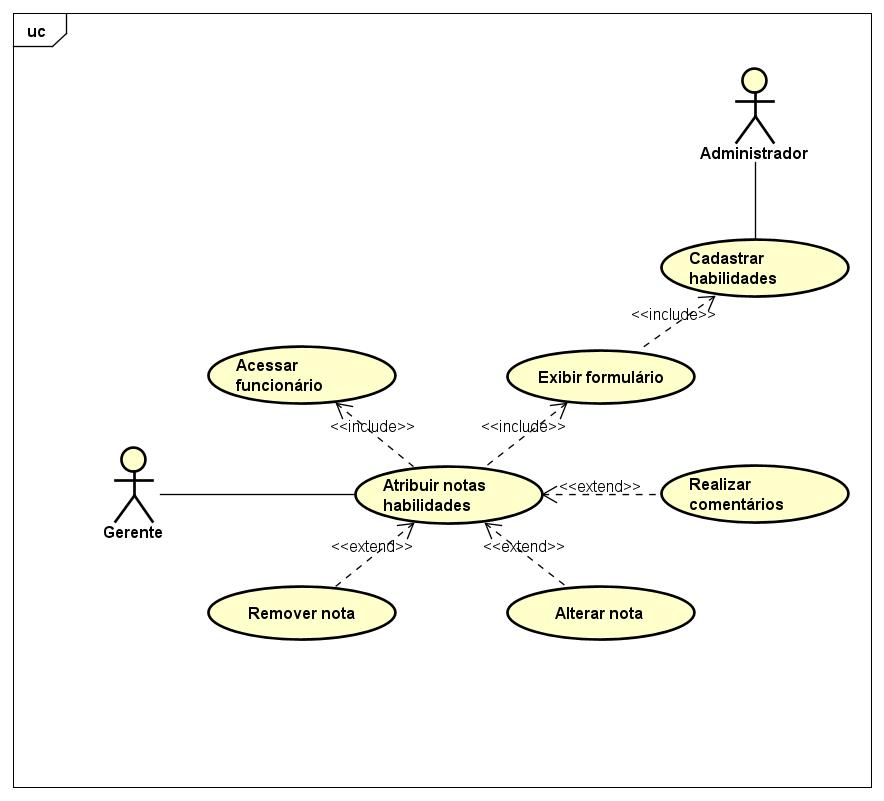 uc
Administrador
Cadastrar
habilidades
<<include>>
Acessar
funcionário
Exibir formulário
<<include>>
<<include>>
Gerente
Atribuir notas
habilidades
<<extend>>
Realizar
comentários
<<extend>>
<<extend>>
Remover nota
Alterar nota